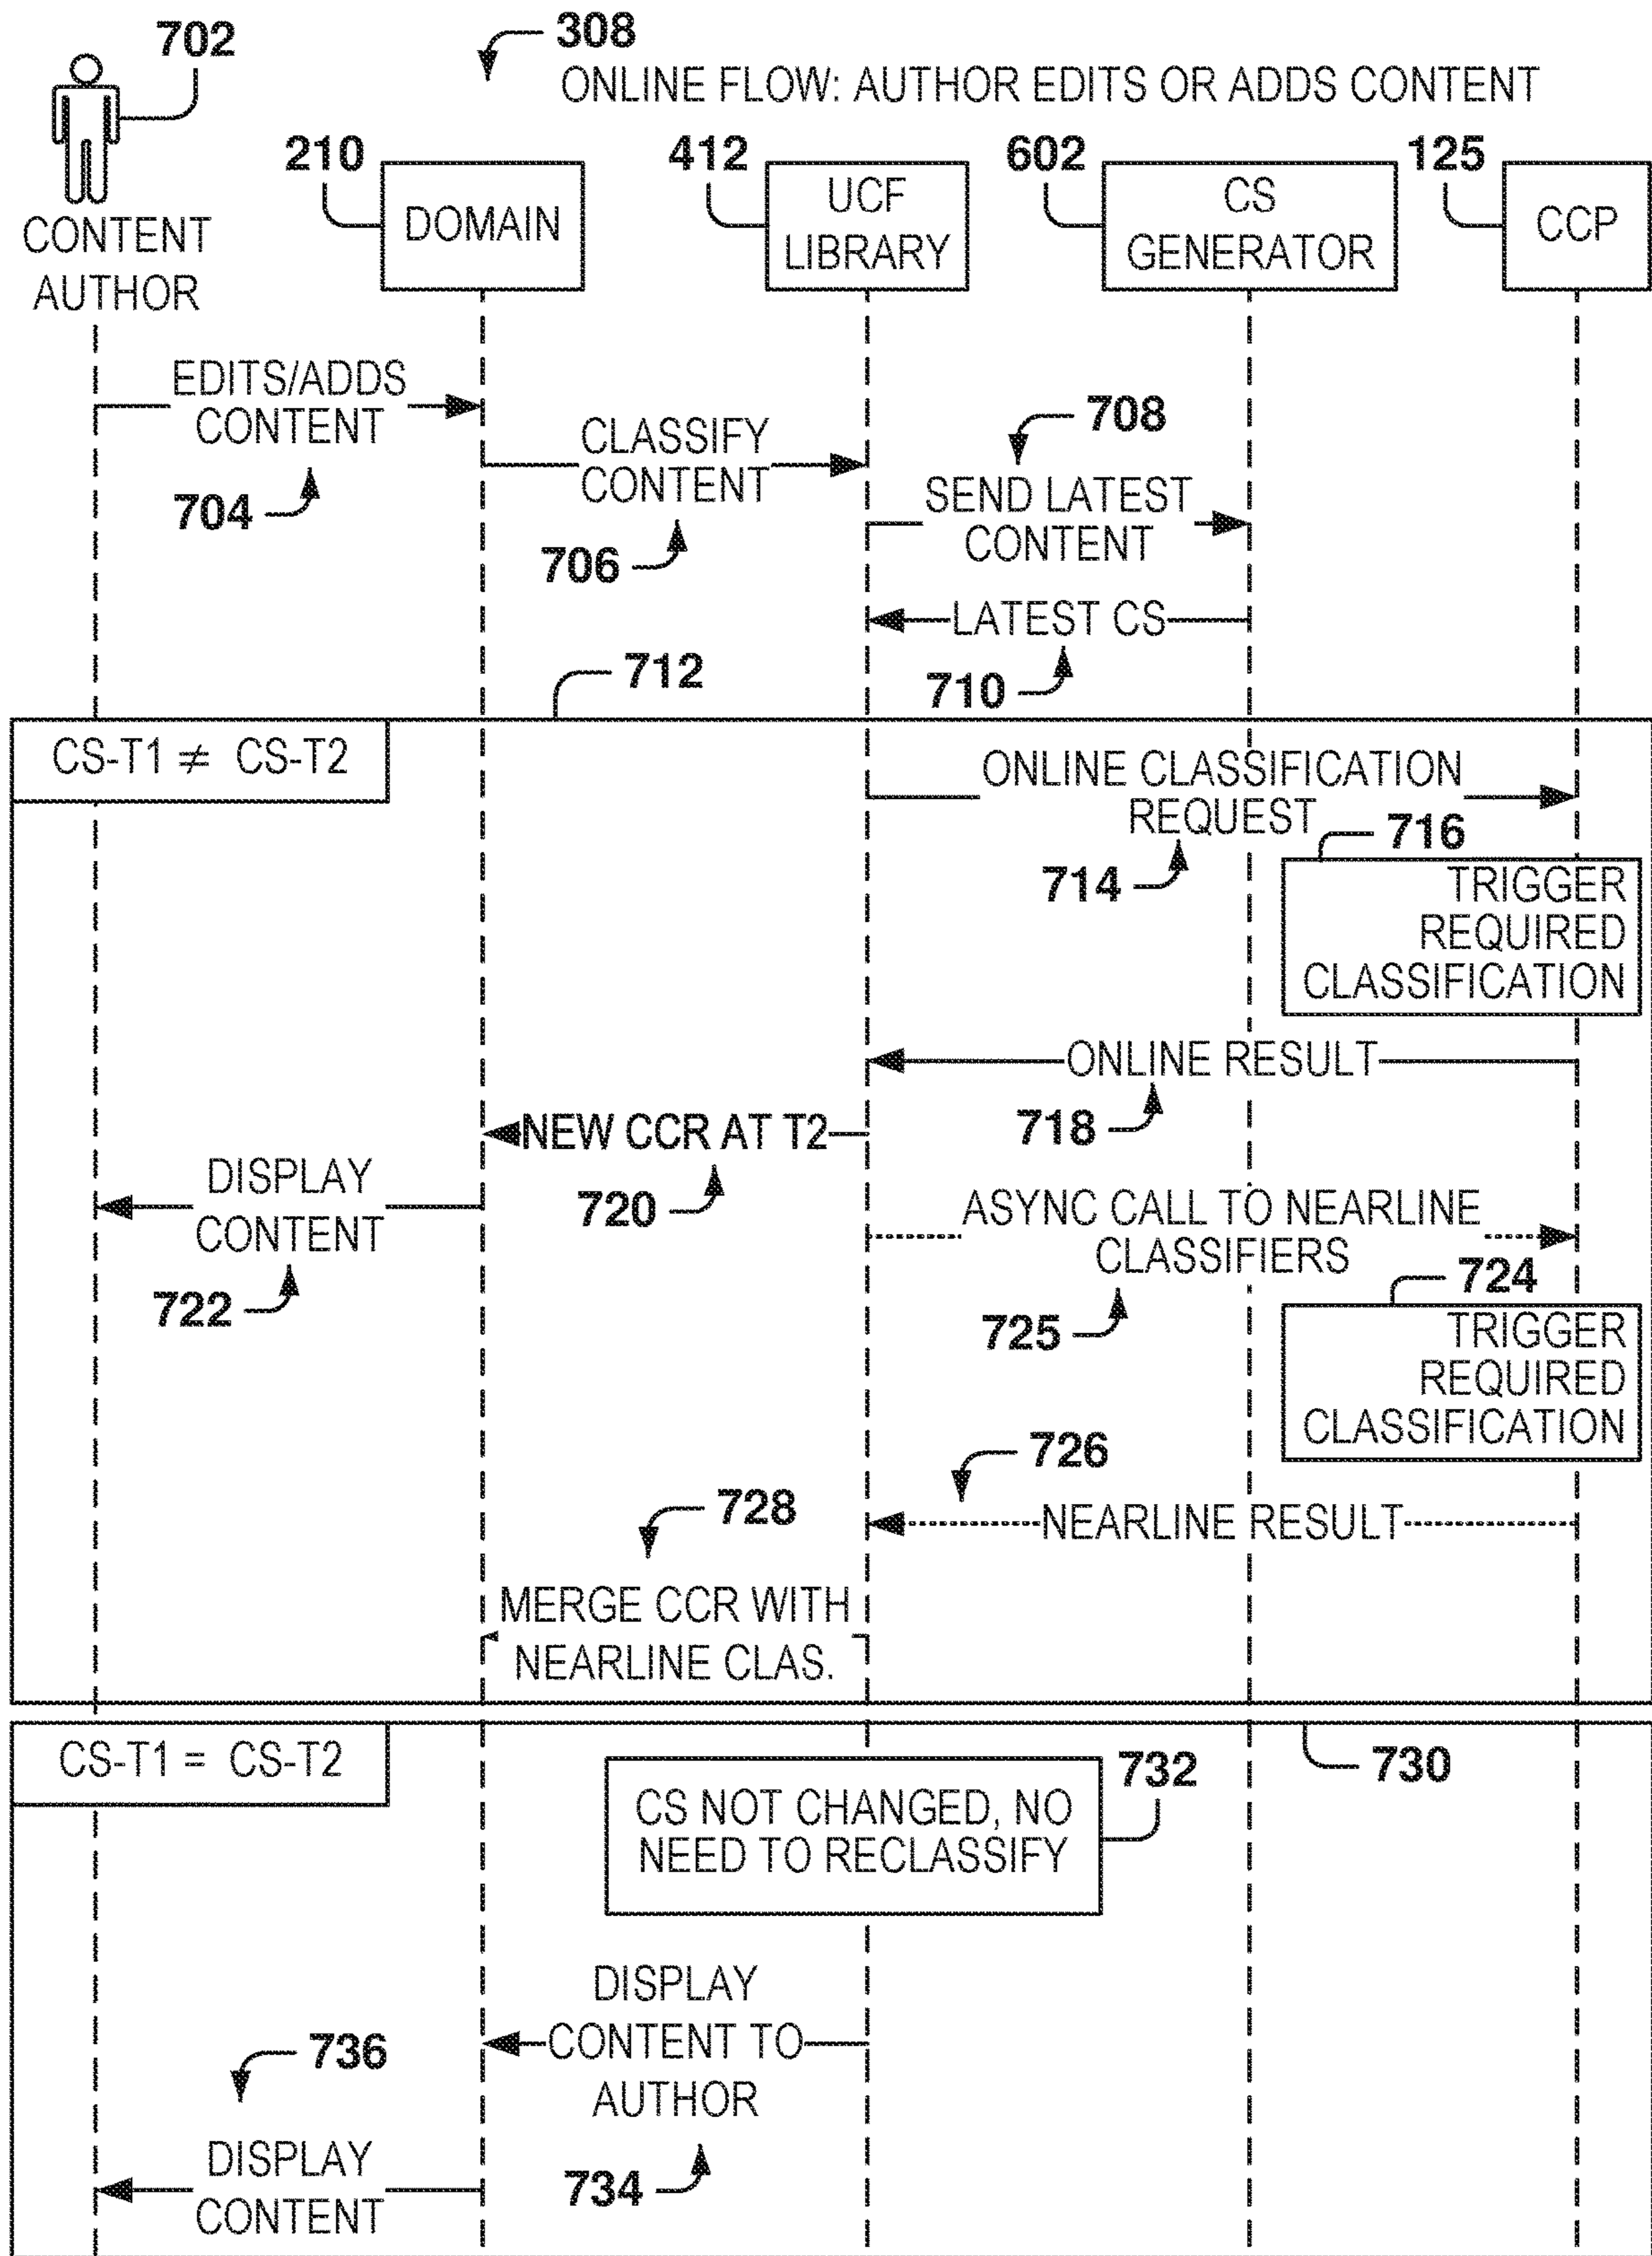 702
308
ONLINE FLOW: AUTHOR EDITS OR ADDS CONTENT
210
412
602
125
CONTENT
AUTHOR
DOMAIN
UCF
LIBRARY
CS
GENERATOR
CCP
EDITS/ADDS
CONTENT
704
CLASSIFY
CONTENT
706
708
SEND LATEST
CONTENT
LATEST CS
710
712
CS-T1 ≠ CS-T2
ONLINE CLASSIFICATION
REQUEST
714
716
TRIGGER
REQUIRED
CLASSIFICATION
ONLINE RESULT
718
NEW CCR AT T2
720
DISPLAY
CONTENT
722
ASYNC CALL TO NEARLINE
CLASSIFIERS
725
724
TRIGGER
REQUIRED
CLASSIFICATION
726
NEARLINE RESULT
728
MERGE CCR WITH
NEARLINE CLAS.
CS-T1 = CS-T2
730
732
CS NOT CHANGED, NO
NEED TO RECLASSIFY
DISPLAY
CONTENT TO
AUTHOR
734
736
DISPLAY
CONTENT